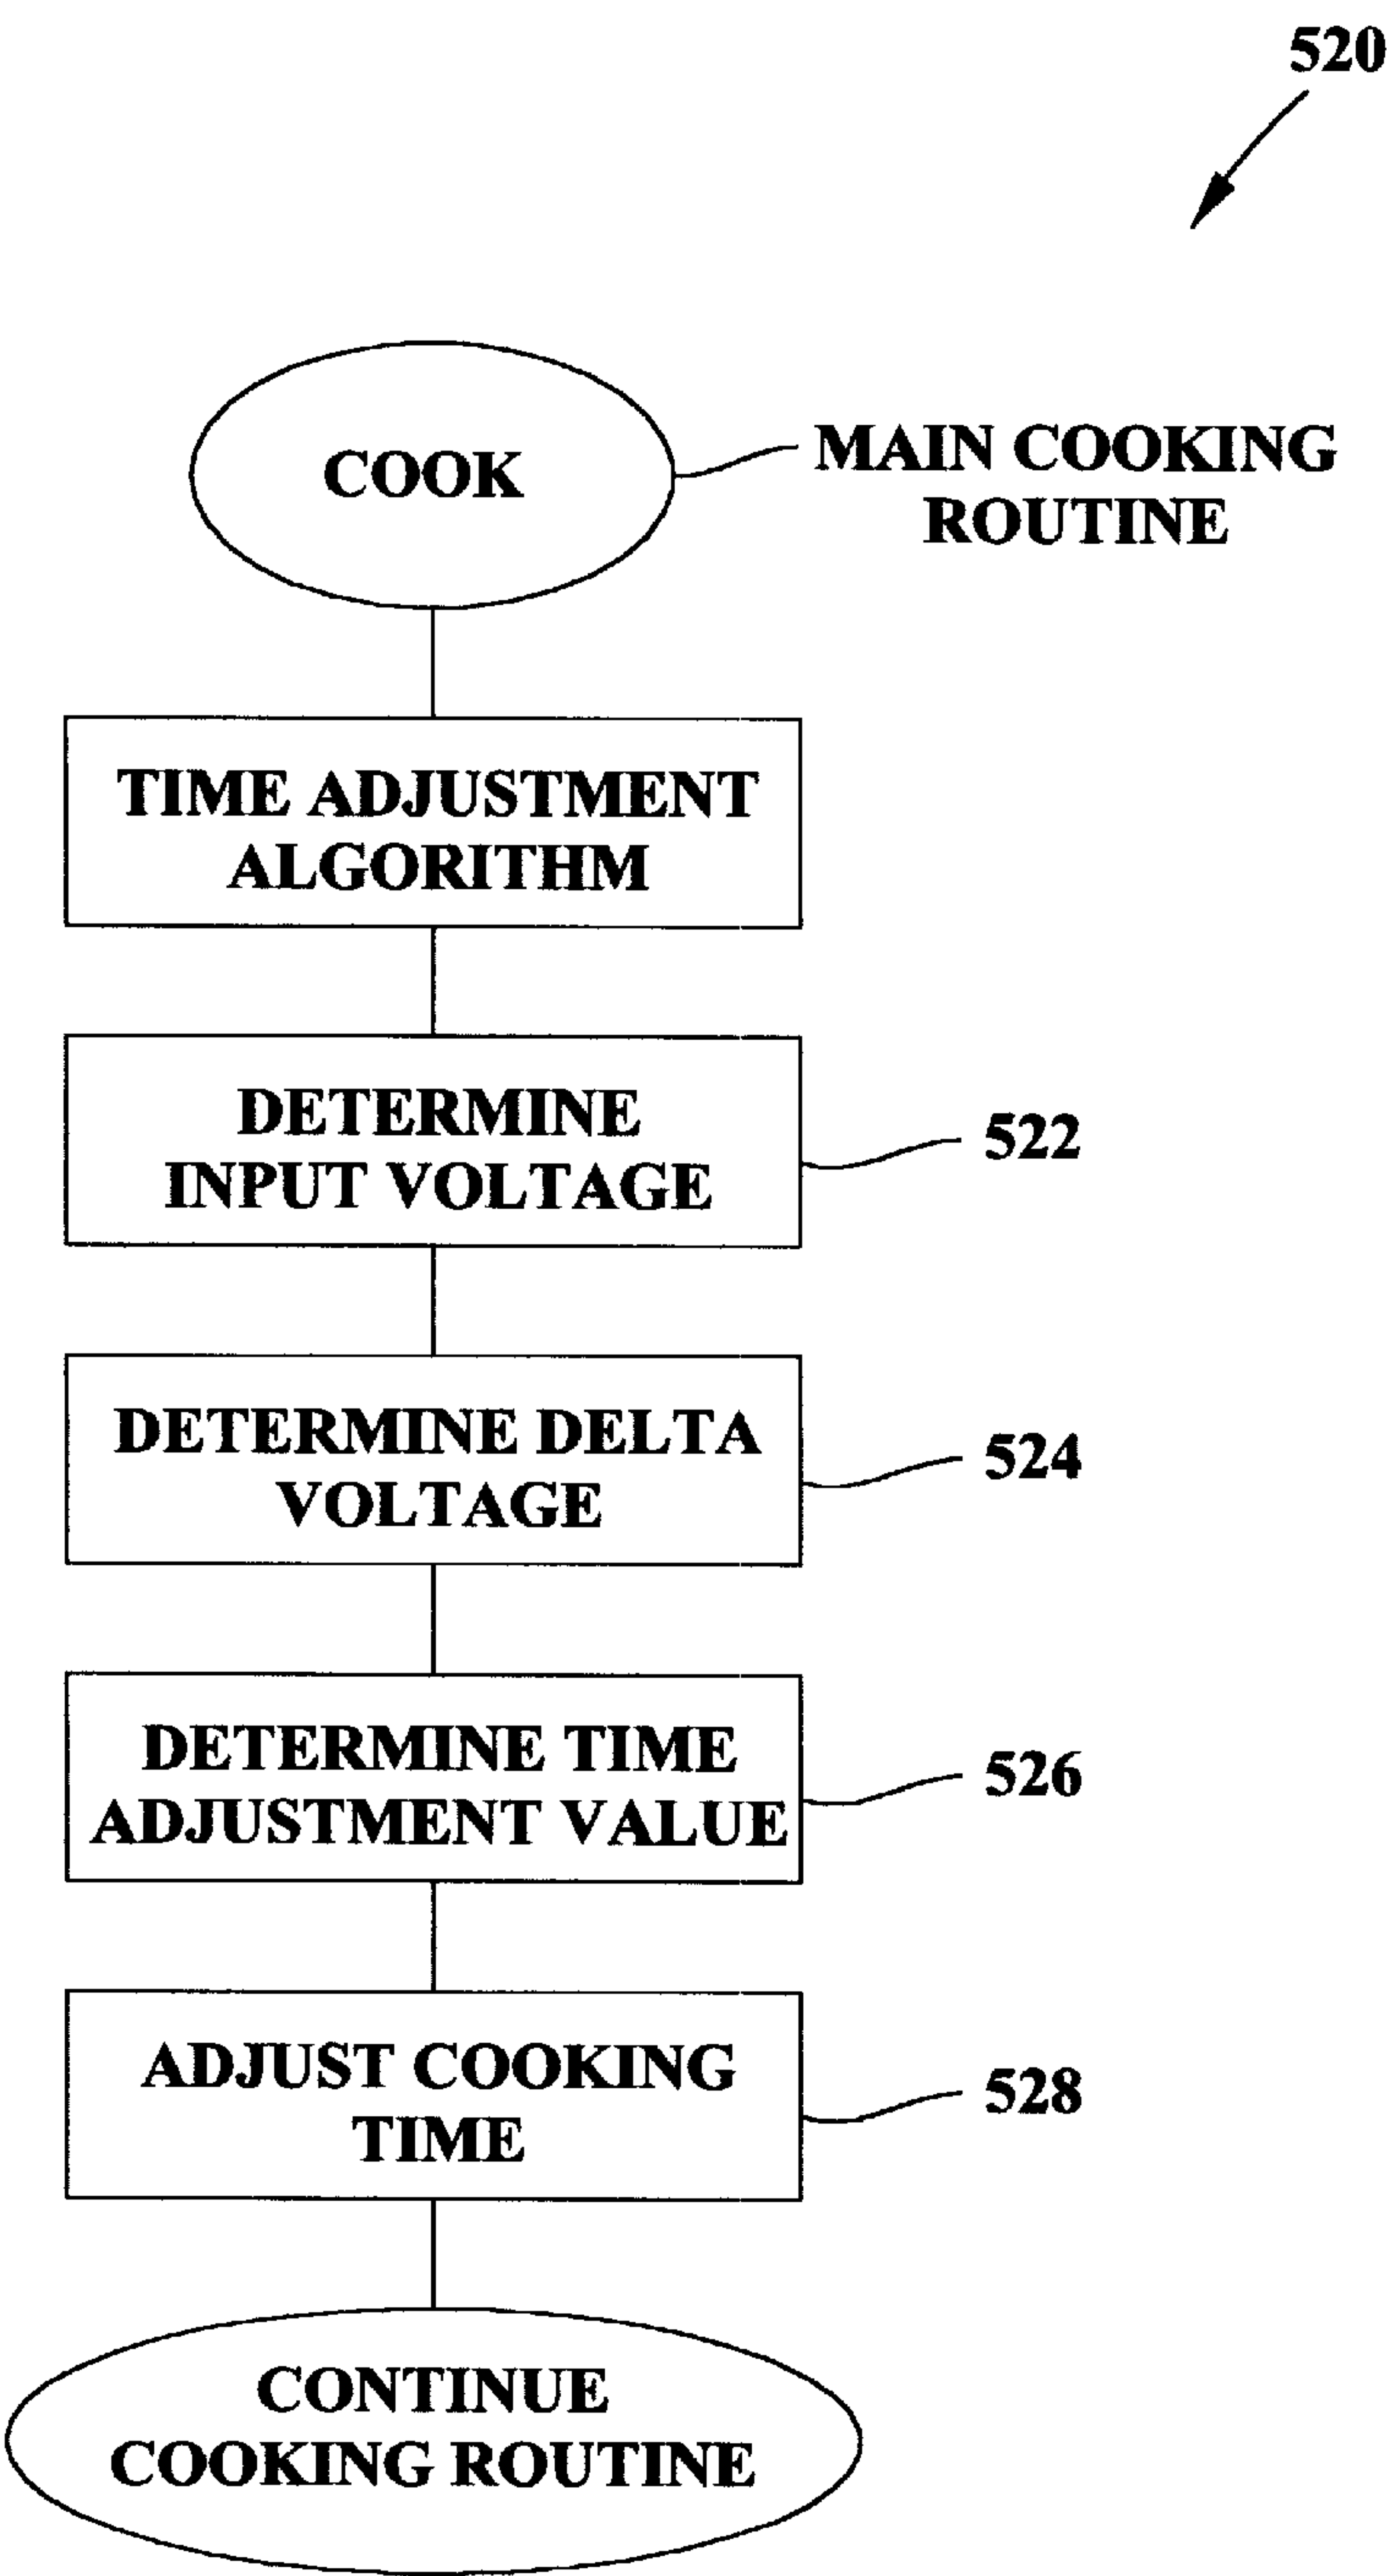 520
COOK
MAIN COOKING
ROUTINE
TIME ADJUSTMENT
ALGORITHM
DETERMINE
INPUT VOLTAGE
522
DETERMINE DELTA
VOLTAGE
524
DETERMINE TIME
ADJUSTMENT VALUE
526
ADJUST COOKING
TIME
528
CONTINUE
COOKING ROUTINE